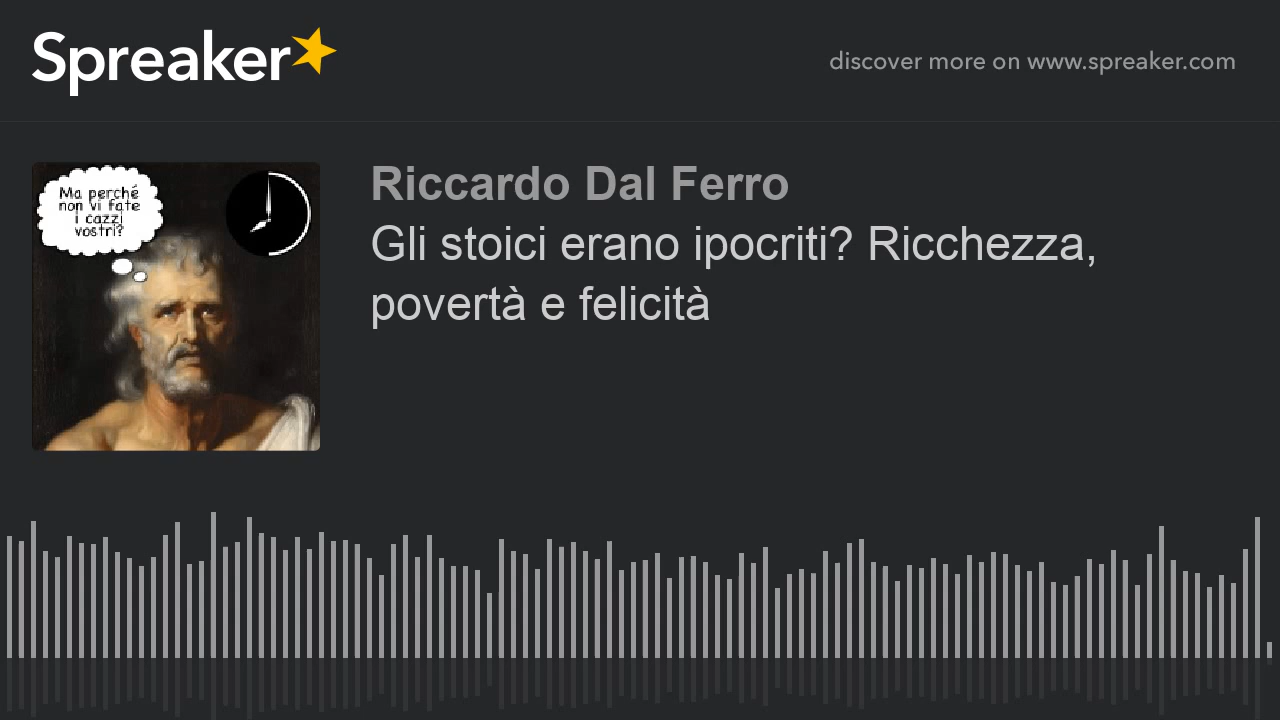 Spreaker
discover more on www.spreaker.com
Ma perché
non vi fate
i cazzi
vostri?
Riccardo Dal Ferro
Gli stoici erano ipocriti? Ricchezza,
povertà e felicità